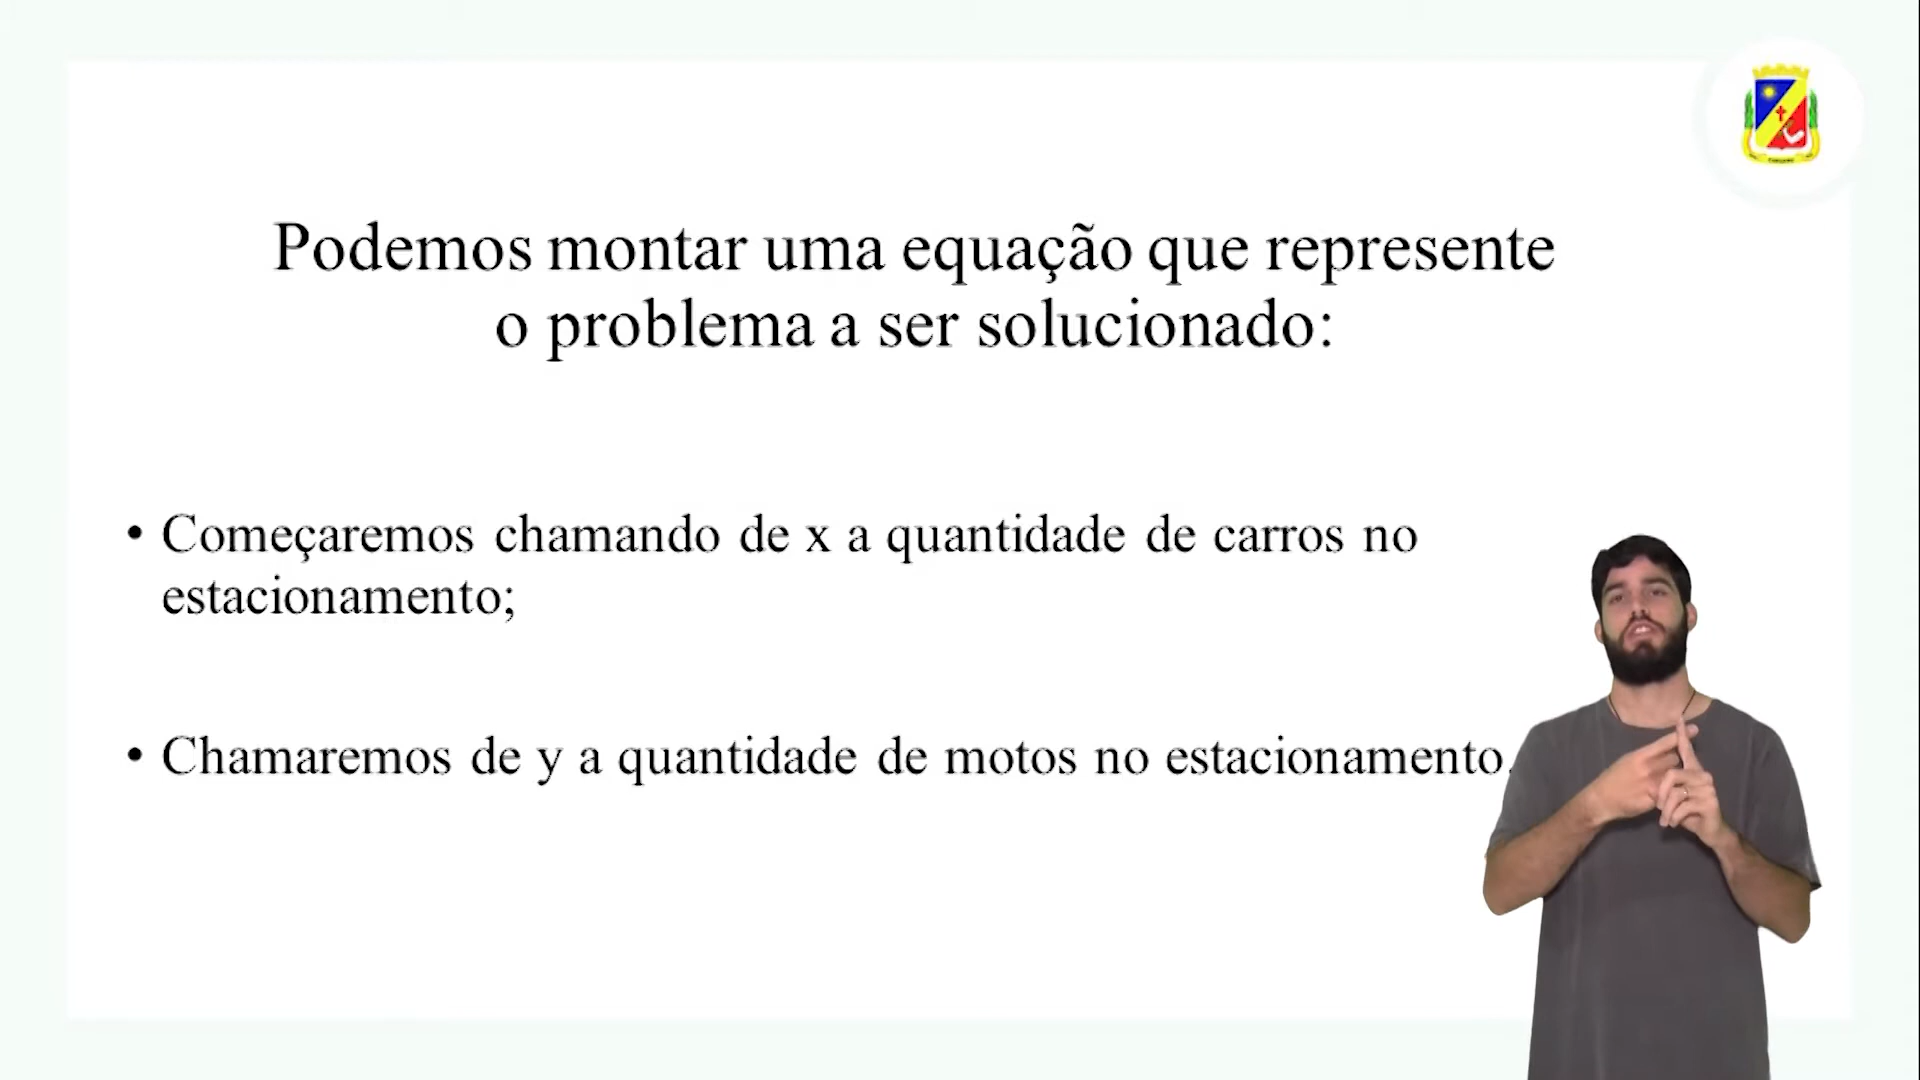 Podemos montar uma equação que represente
o problema a ser solucionado:
• Começaremos chamando de x a quantidade de carros no
estacionamento;
• Chamaremos de y a quantidade de motos no estacionamento.